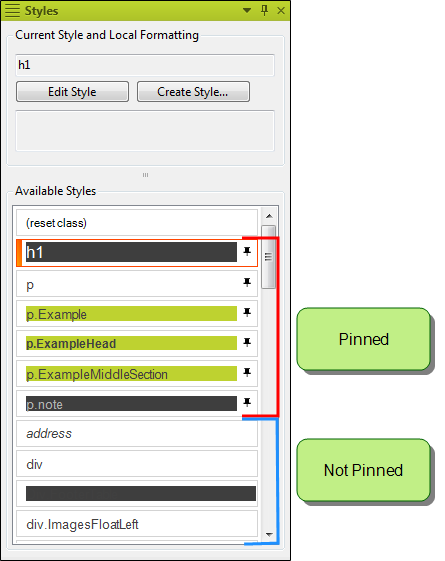 Styles
Current Style and Local Formatting
h1
Edit Style
Create Style...
Available Styles
(reset class)
h1
p
p.Example
p.ExampleHead
p.ExampleMiddleSection
p.note
address
div
div.ImagesFloatLeft
Pinned
Not Pinned